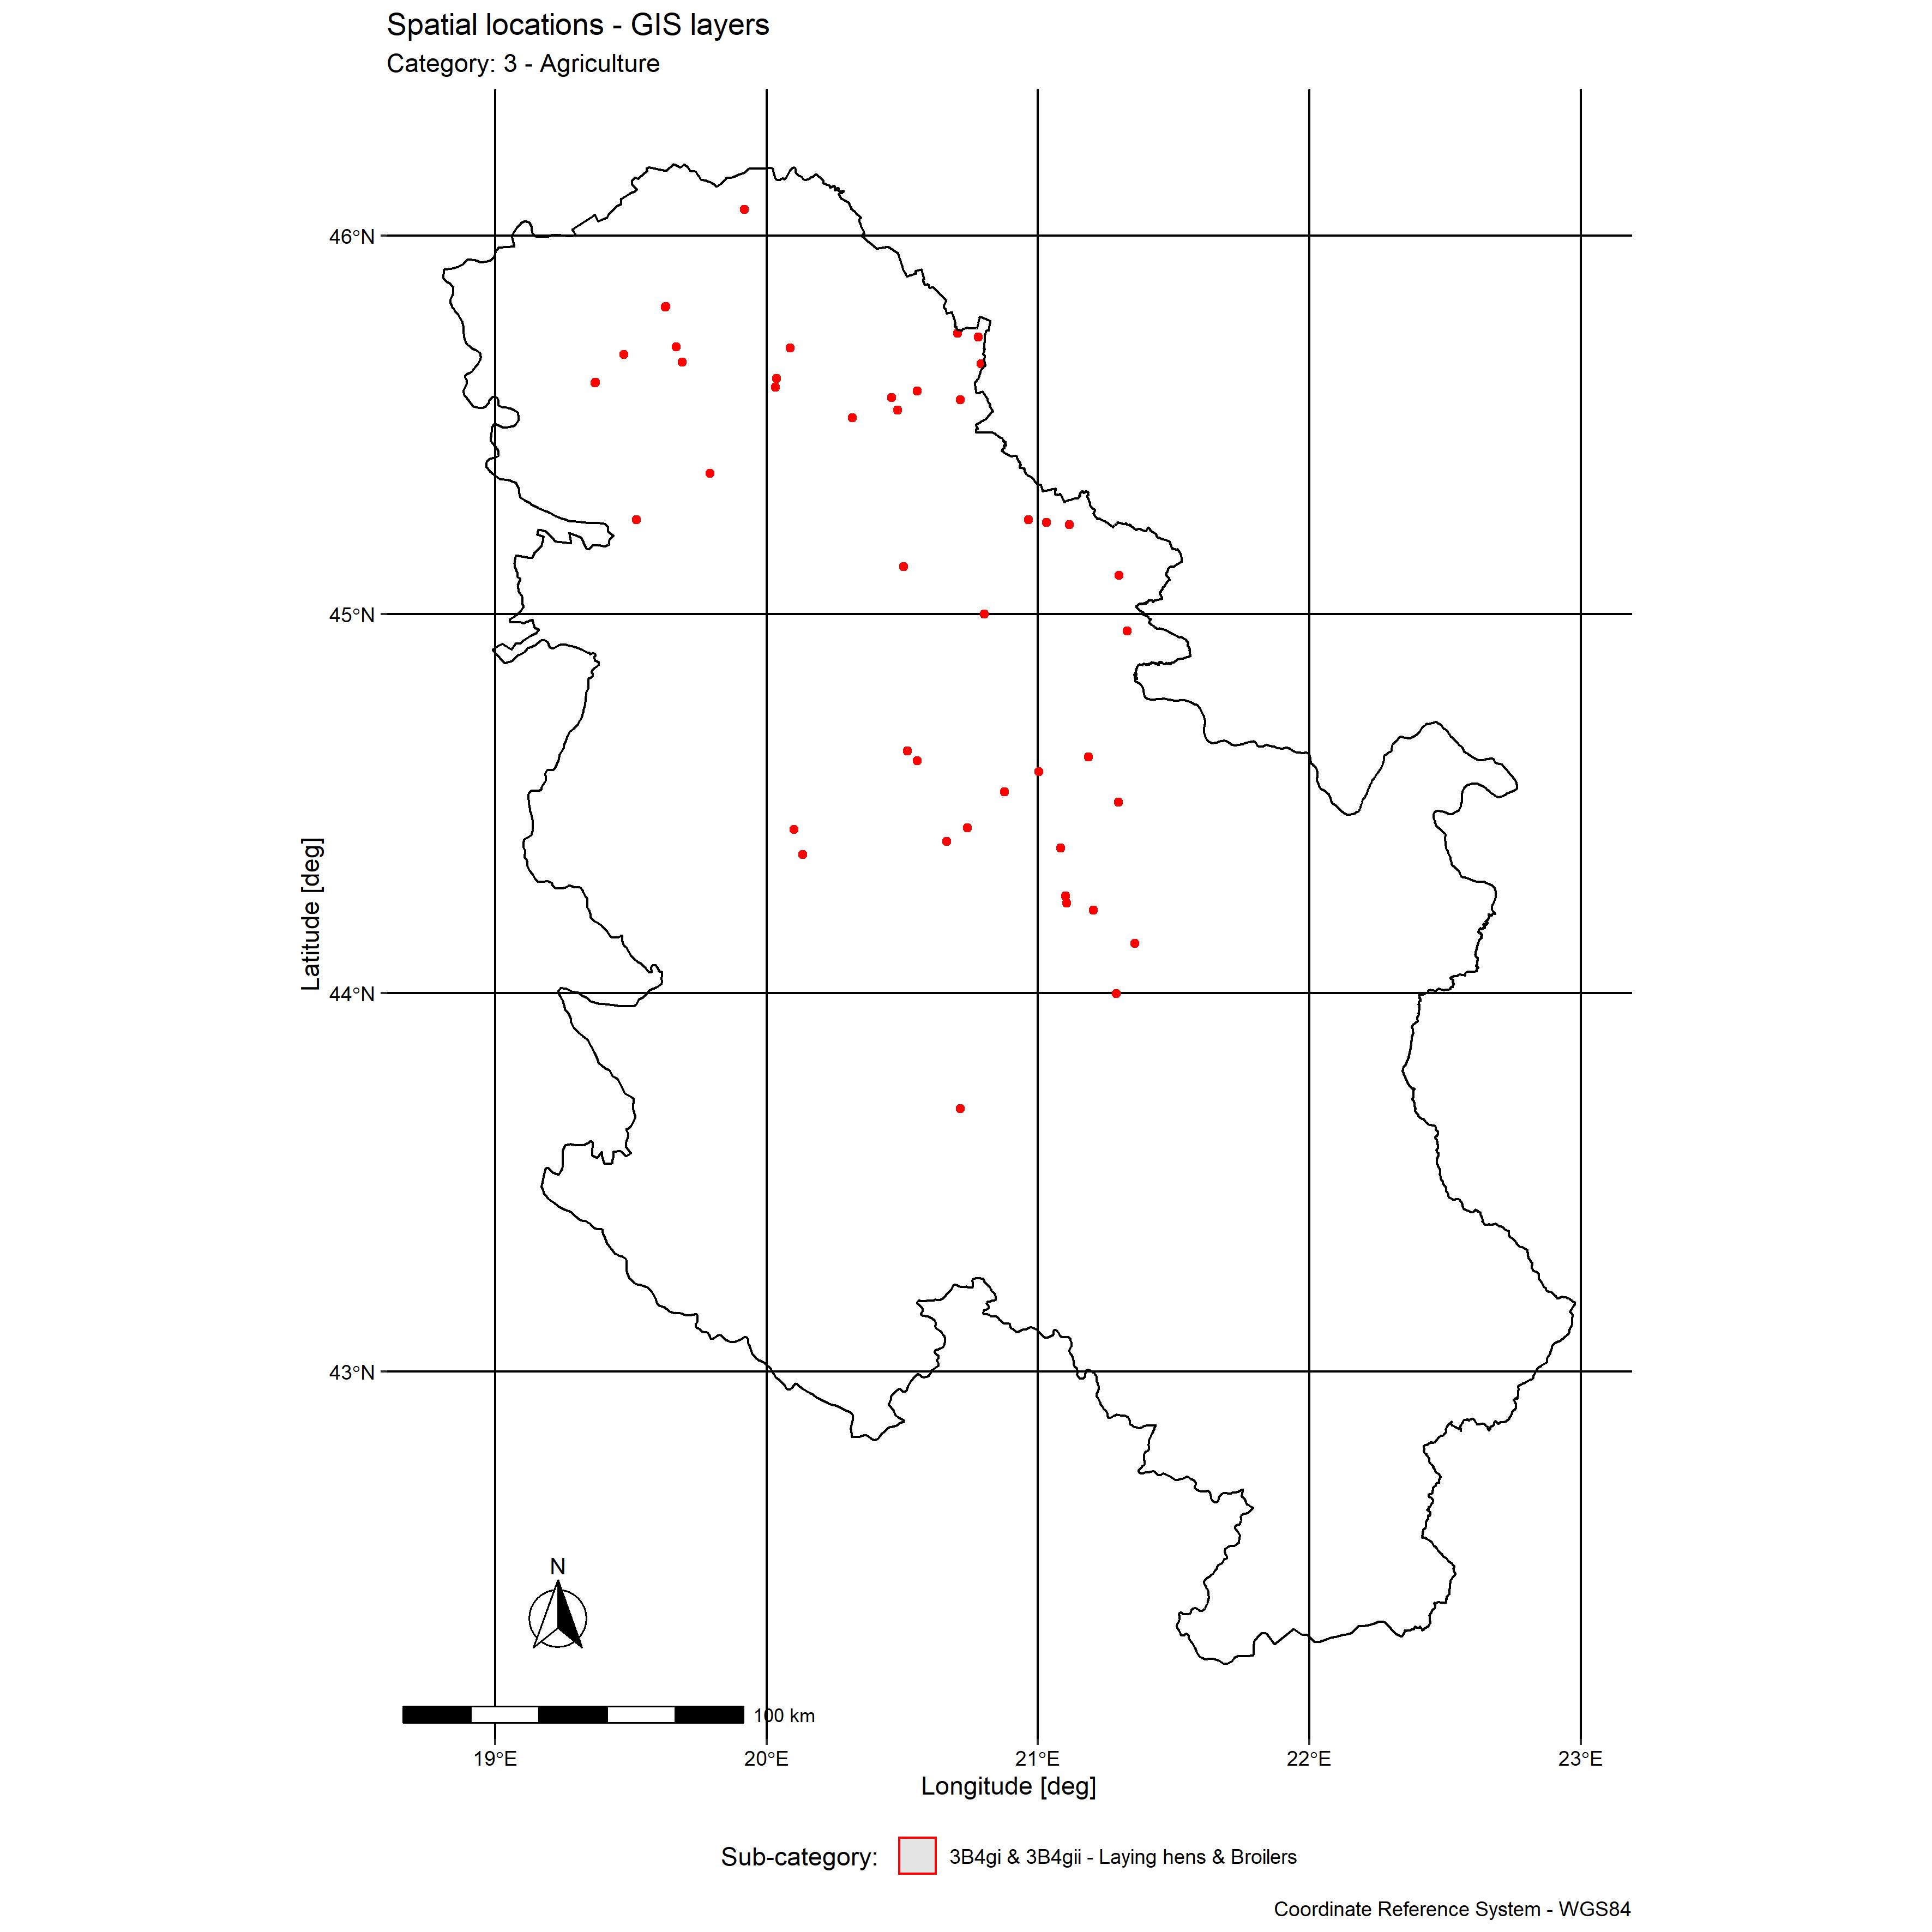 Spatial locations - GIS layers
Category: 3 - Agriculture
46°N
45°N
44°N
43°N
Latitude [deg]
N
100 km
19°E 20°E 21°E 22°E 23°E
Longitude [deg]
Sub-category: 3B4gi & 3B4gii - Laying hens & Broilers
Coordinate Reference System - WGS84